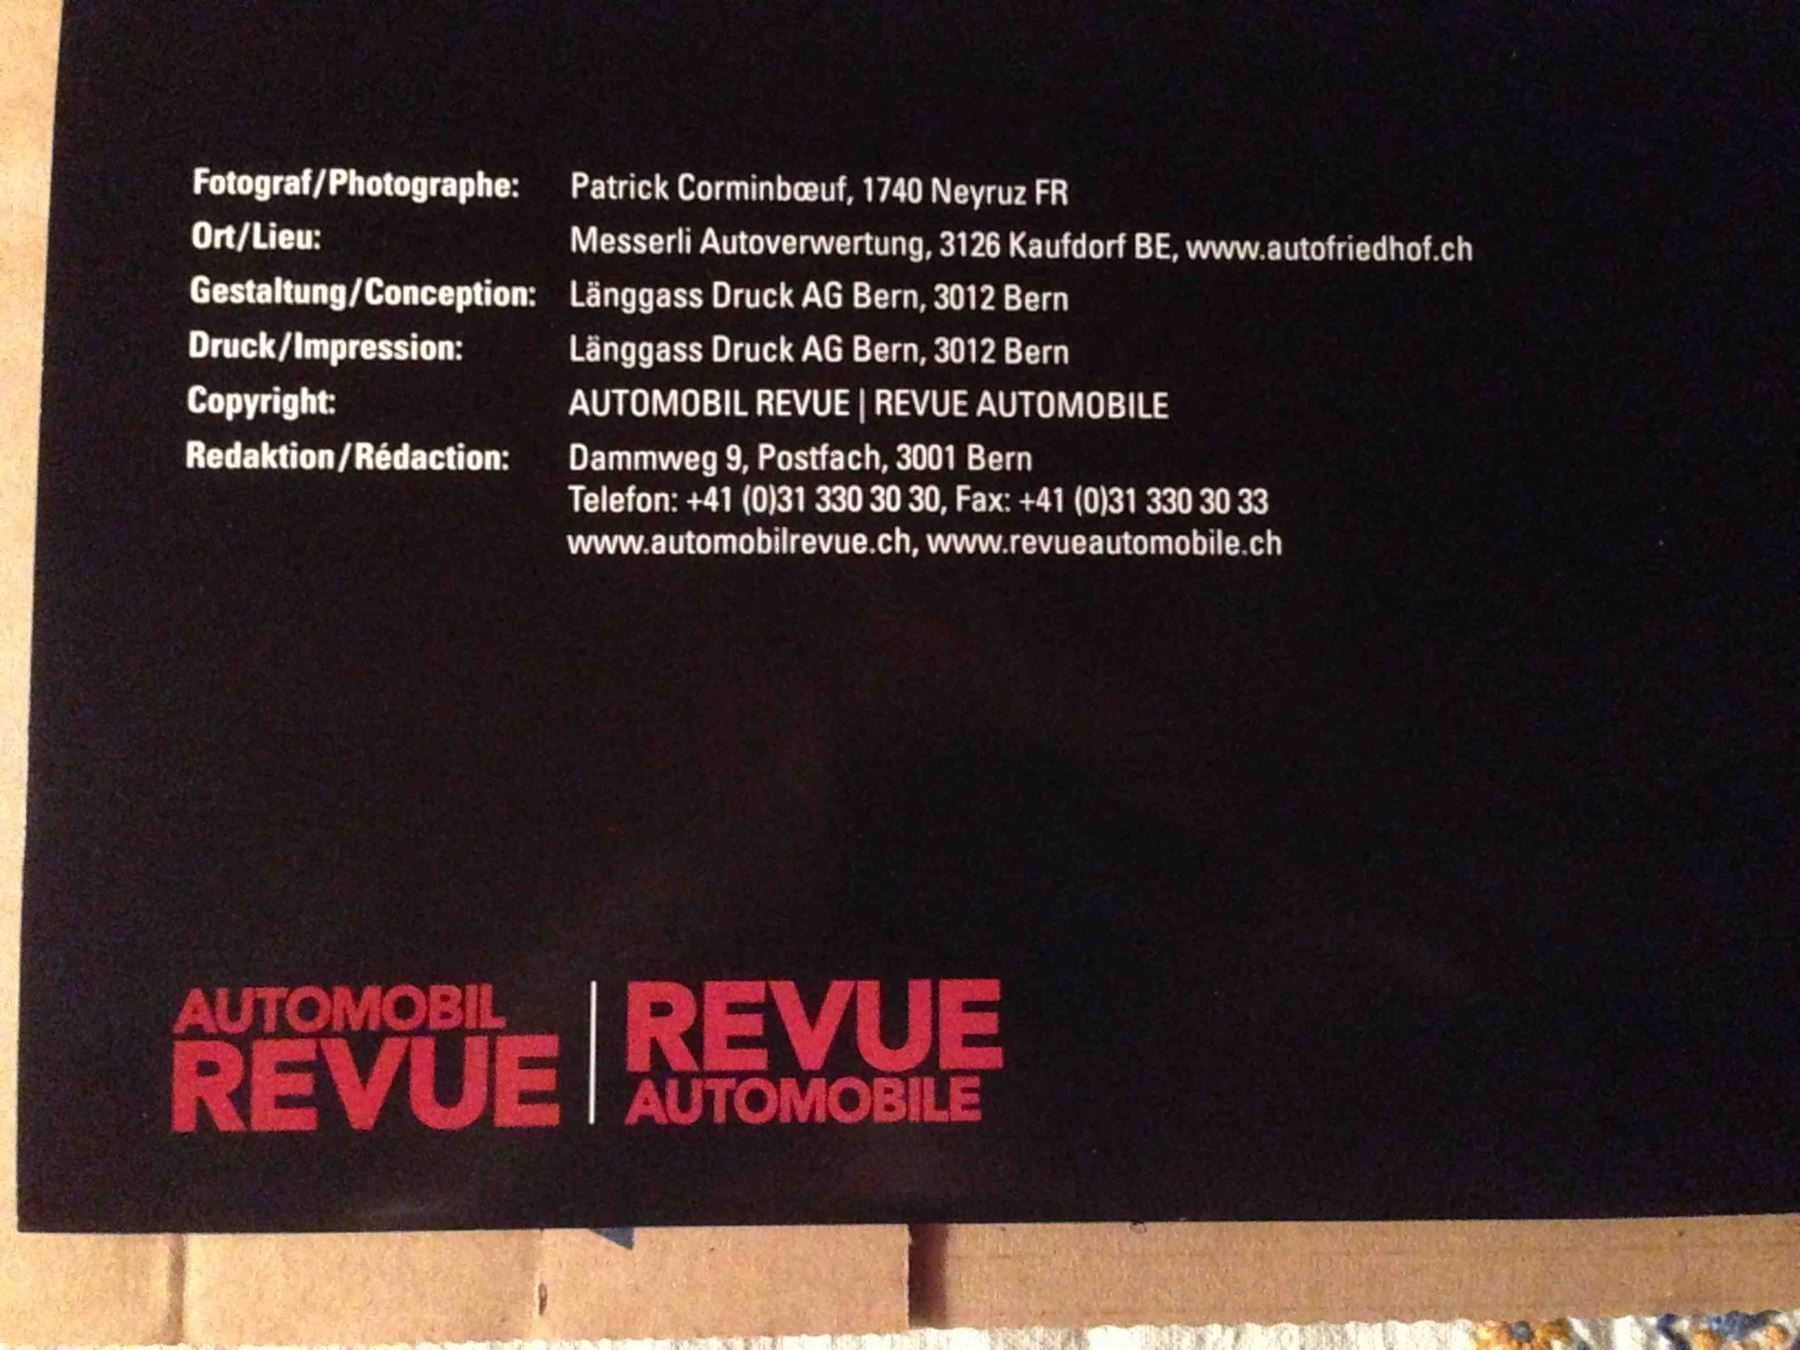 Fotograf/Photographe: Patrick Corminbœuf, 1740 Neyruz FR
Ort/Lieu: Messerli Autoverwertung, 3126 Kaufdorf BE, www.autofriedhof.ch
Gestaltung/Conception: Länggass Druck AG Bern, 3012 Bern
Druck/Impression: Länggass Druck AG Bern, 3012 Bern
Copyright: AUTOMOBIL REVUE | REVUE AUTOMOBILE
Redaktion/Rédaction: Dammweg 9, Postfach, 3001 Bern
Telefon: +41 (0)31 330 30 30, Fax: +41 (0)31 330 30 33
www.automobilrevue.ch, www.revueautomobile.ch
AUTOMOBIL
REVUE
REVUE
AUTOMOBILE